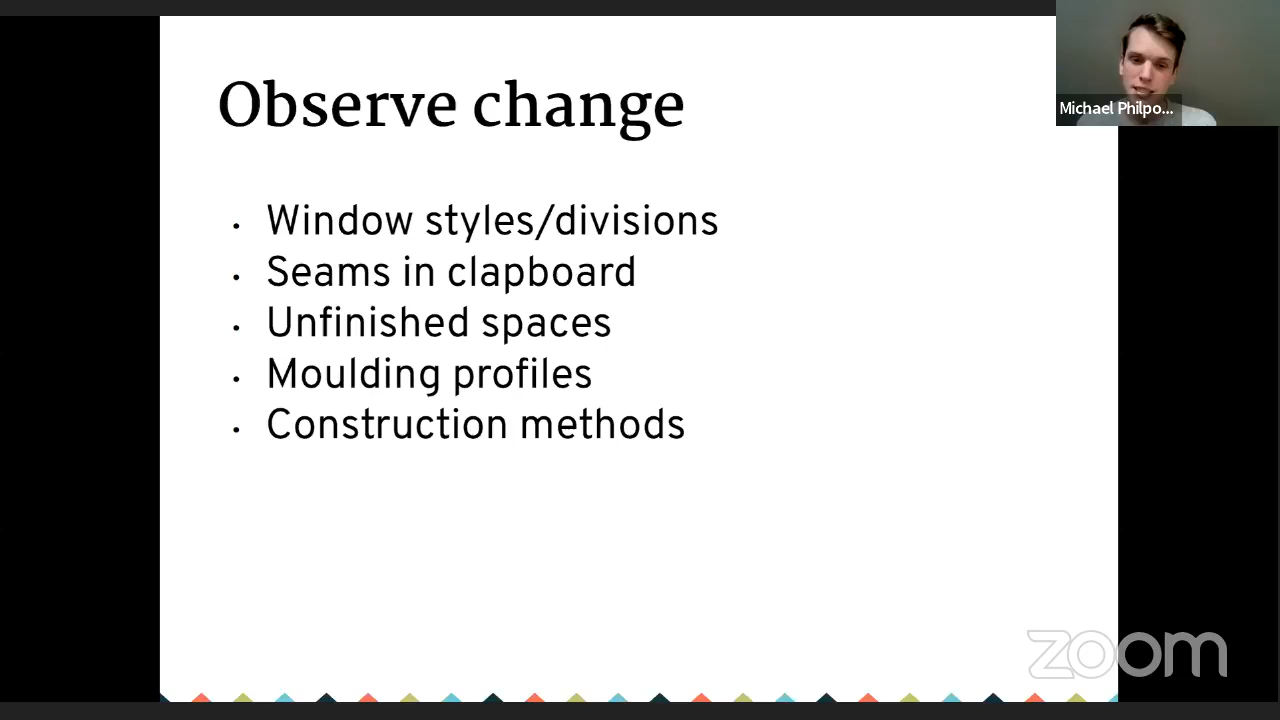 Observe change
Michael Philpo...
• Window styles/divisions
• Seams in clapboard
• Unfinished spaces
• Moulding profiles
• Construction methods
zoom